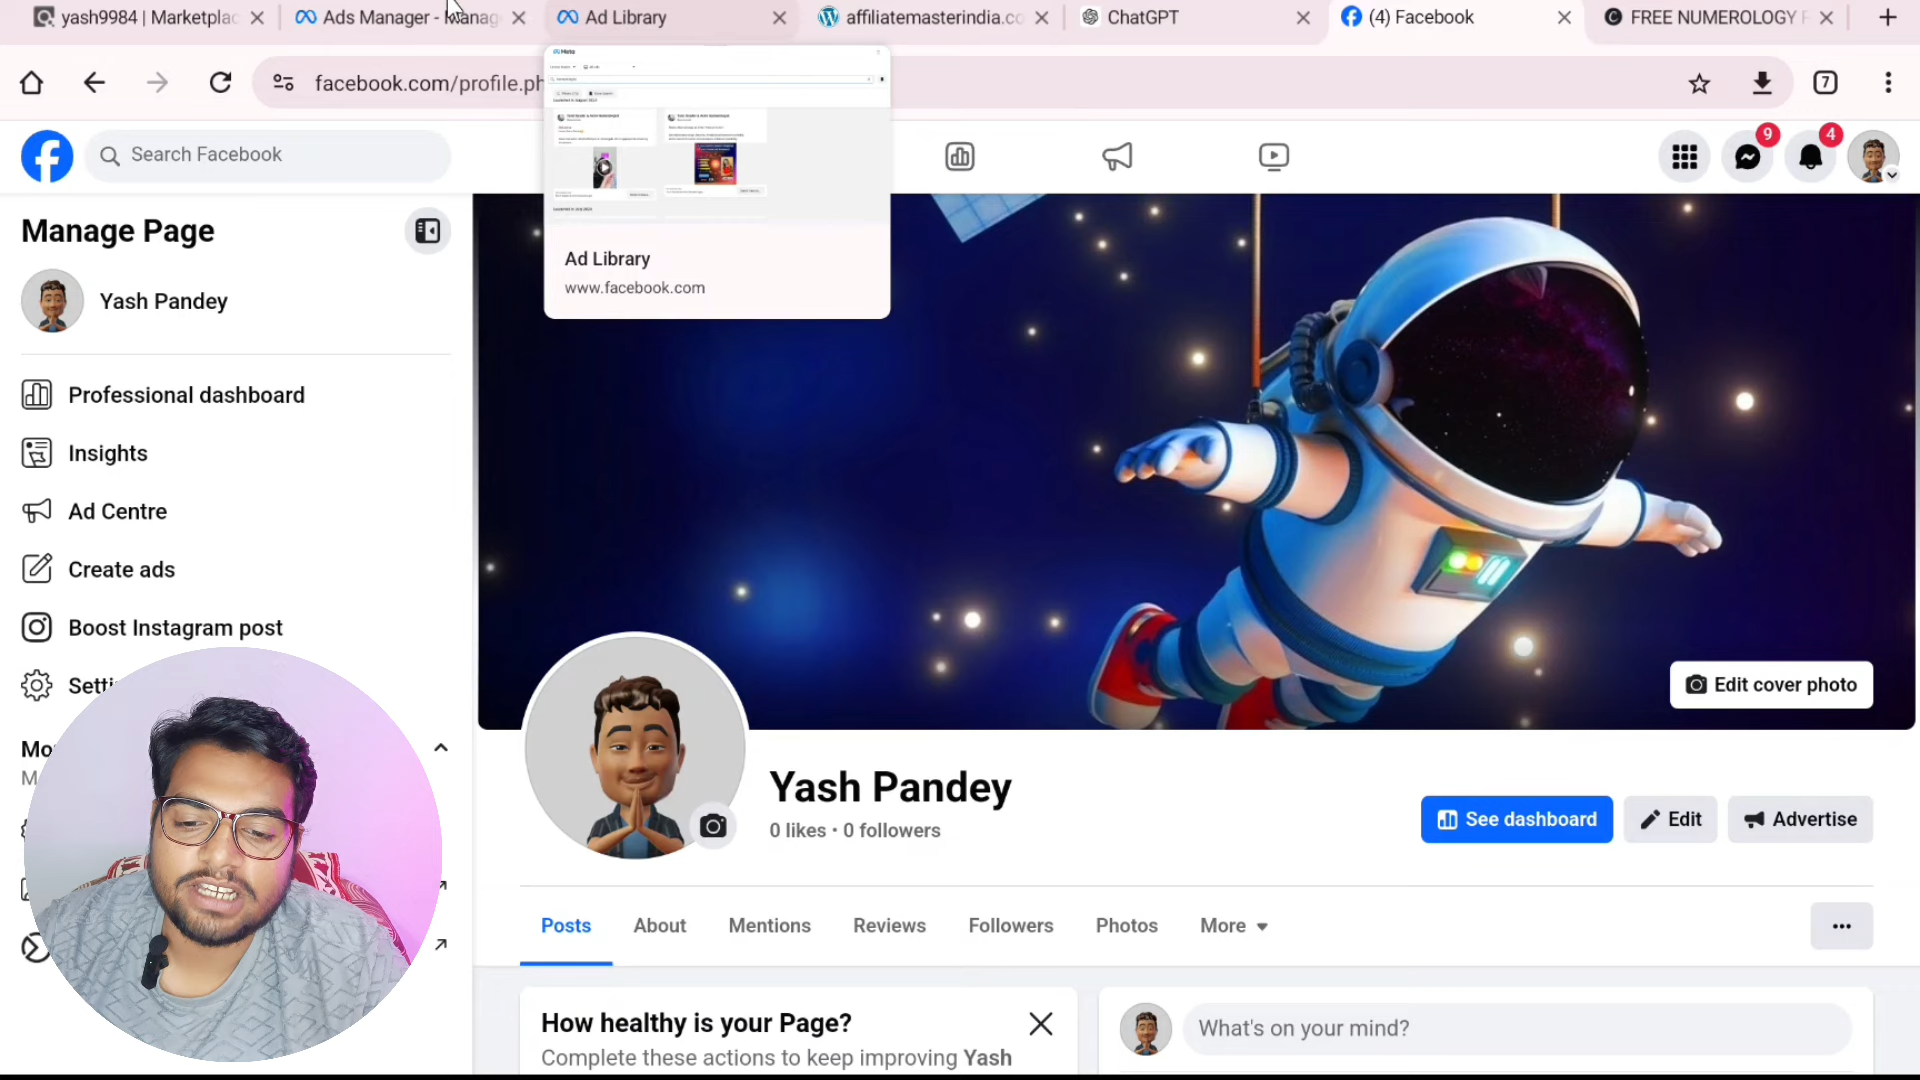 yash9984 | Marketplac
Ads Manager - Manag
Ad Library
affiliatemasterindia.co
ChatGPT
(4) Facebook
FREE NUMEROLOGY
facebook.com/profile.ph
7
Search Facebook
9
4
Ad Library
www.facebook.com
Manage Page
Yash Pandey
Professional dashboard
Insights
Ad Centre
Create ads
Boost Instagram post
Setti
Mo
M
Edit cover photo
Yash Pandey
0 likes • 0 followers
See dashboard
Edit
Advertise
Posts
About
Mentions
Reviews
Followers
Photos
More
How healthy is your Page?
Complete these actions to keep improving Yash
What's on your mind?